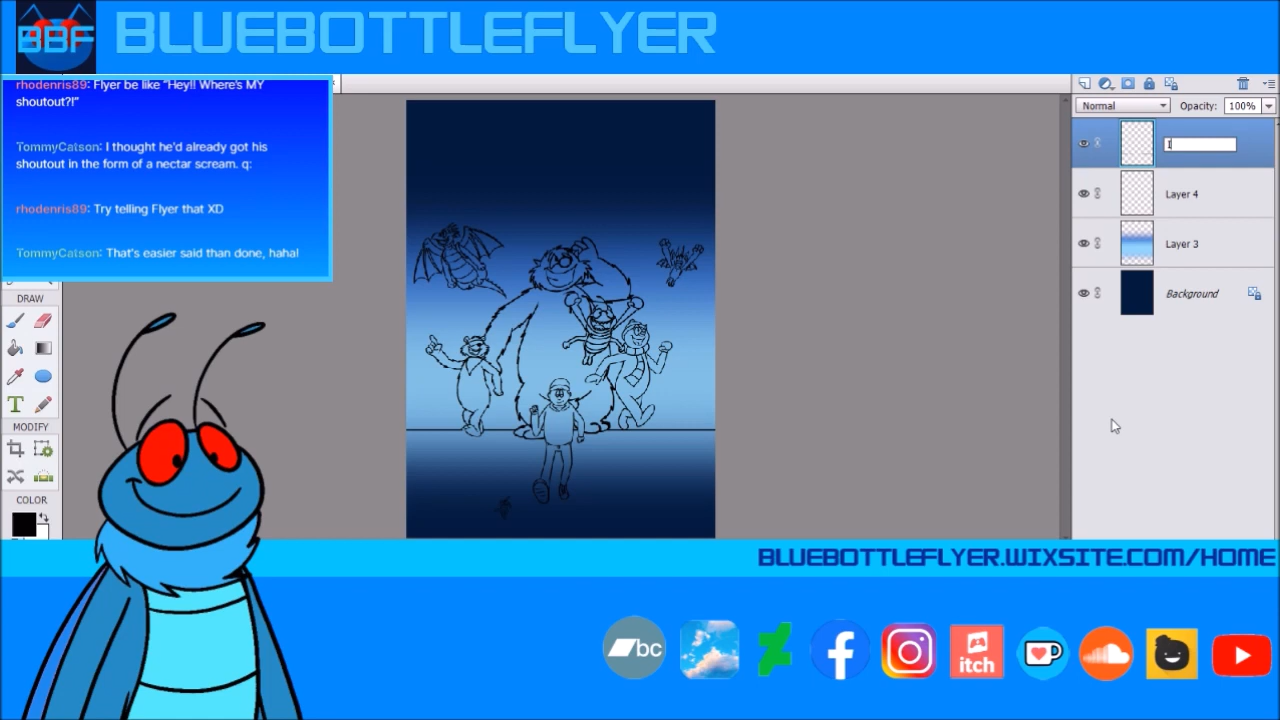 BBF
BLUEBOTTLEFLYER
rhodenris89: Flyer be like "Hey!! Where's MY
shoutout?!"
TommyCatson: I thought he'd already got his
shoutout in the form of a nectar scream. q:
rhodenris89: Try telling Flyer that XD
TommyCatson: That's easier said than done, haha!
Normal
Opacity: 100%
Layer 4
Layer 3
Background
DRAW
T
MODIFY
COLOR
BLUEBOTTLEFLYER.WIXSITE.COM/HOME
bc
itch